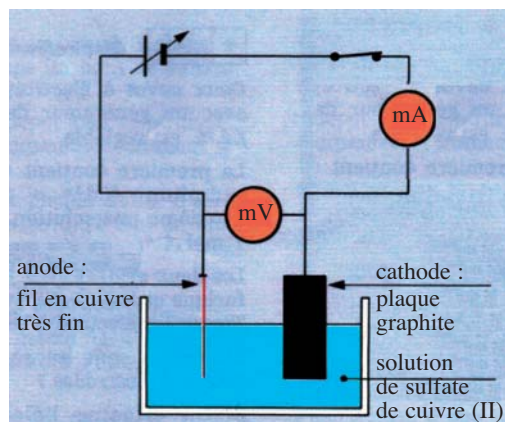 mA
mV
anode :
fil en cuivre
très fin
cathode :
plaque
graphite
solution
de sulfate
de cuivre (II)